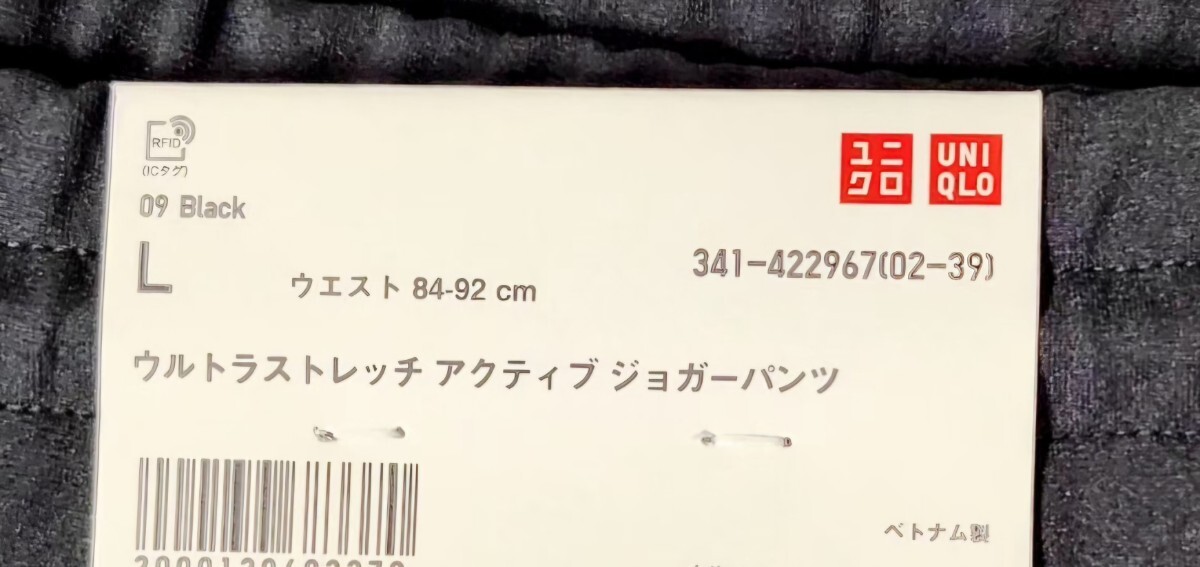 RFID
(ICタグ)
ユニ
クロ
UNI
QLO
09 Black
L
ウエスト 84-92 cm
341-422967(02-39)
ウルトラストレッチ アクティブ ジョガーパンツ
ベトナム製